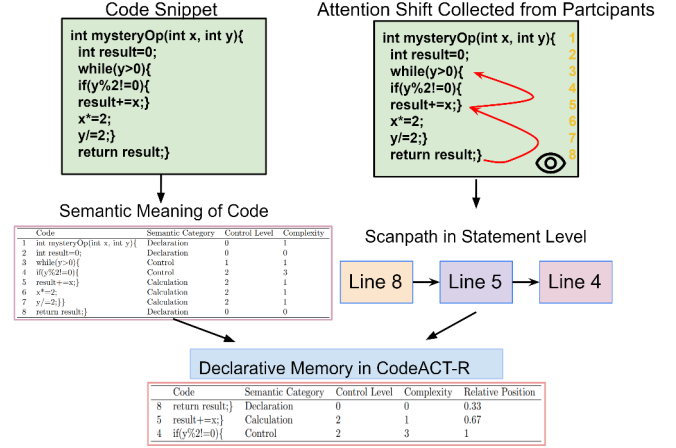 Code Snippet
int mysteryOp(int x, int y){
int result=0;
while(y>0){
if(y%2!=0){
result+=x;}
x*=2;
y/=2;}
return result;}
Attention Shift Collected from Partcipants
int mysteryOp(int x, int y){ 1
int result=0; 2
while(y>0){ 3
if(y%2!=0){ 4
result+=x;} 5
x*=2; 6
y/=2;} 7
return result;} 8
Semantic Meaning of Code
Code Semantic Category Control Level Complexity
1 int mysteryOp(int x, int y){ Declaration 0 1
2 int result=0; Declaration 0 0
3 while(y>0){ Control 1 1
4 if(y%2!=0){ Control 2 3
5 result+=x;} Calculation 2 1
6 x*=2; Calculation 2 1
7 y/=2;}} Calculation 2 1
8 return result;} Declaration 0 0
Scanpath in Statement Level
Line 8 Line 5 Line 4
Declarative Memory in CodeACT-R
Code Semantic Category Control Level Complexity Relative Position
8 return result;} Declaration 0 0 0.33
5 result+=x;} Calculation 2 1 0.67
4 if(y%2!=0){ Control 2 3 1